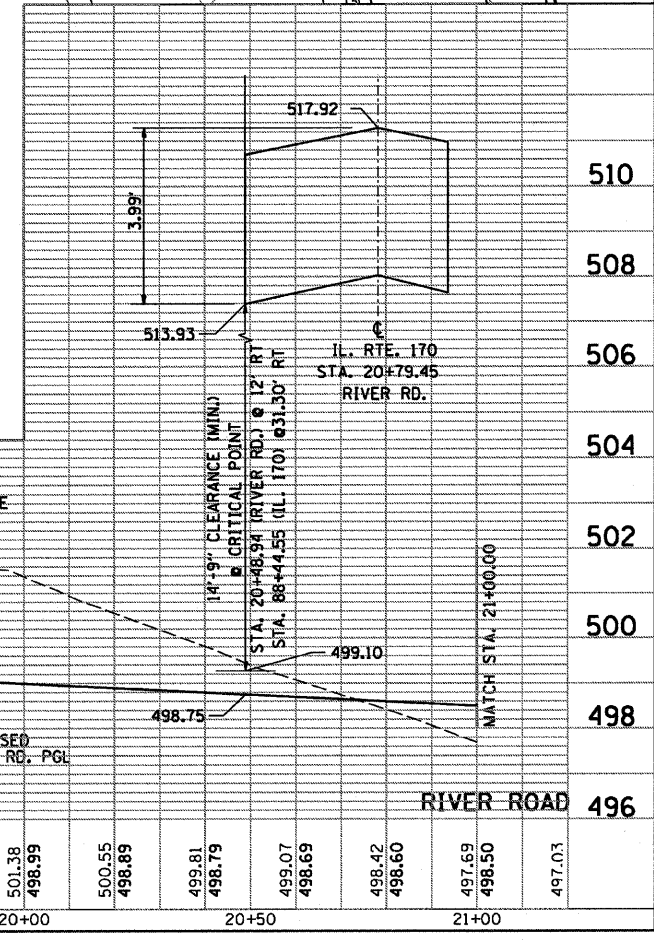 517.92
510
3.99'
508
513.93
℄
IL. RTE. 170
STA. 20+79.45
RIVER RD.
506
14'-9" CLEARANCE (MIN.)
@ CRITICAL POINT
STA. 20+48.94 (RIVER RD.) @ 12' RT
STA. 88+44.55 (IL. 170) @31.30' RT
504
E
502
MATCH STA. 21+00.00
500
499.10
498.75
498
SED
RD. PGL
RIVER ROAD
496
501.38
498.99
500.55
498.89
499.81
498.79
499.07
498.69
498.42
498.60
497.69
498.50
497.03
20+00
20+50
21+00